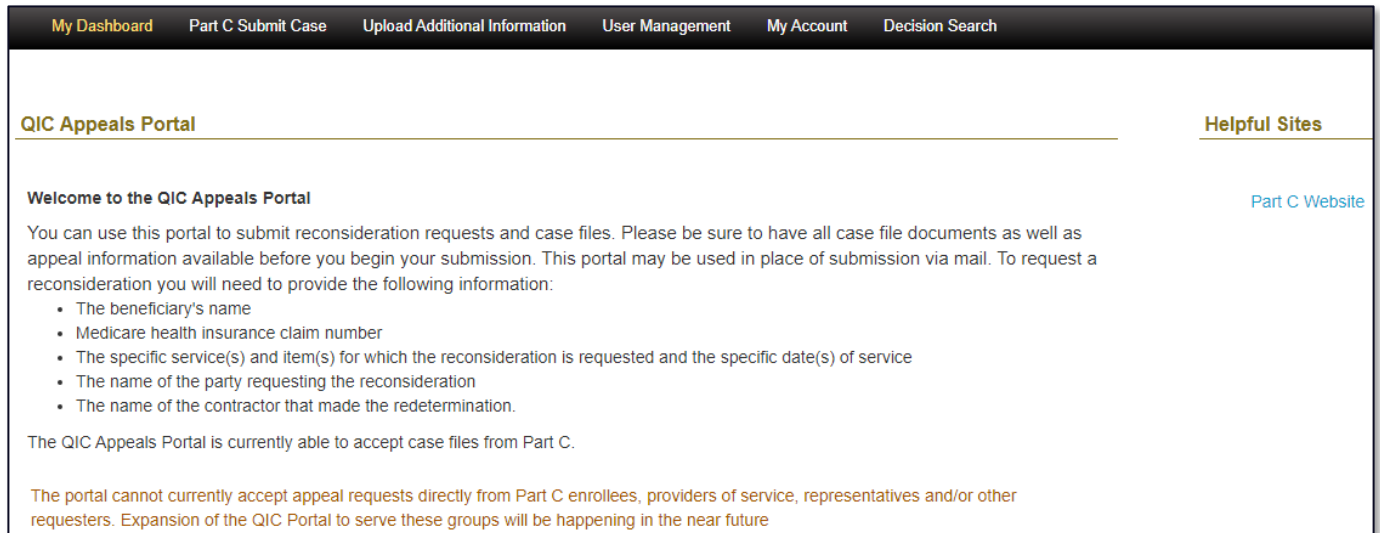 My Dashboard Part C Submit Case Upload Additional Information User Management My Account Decision Search
QIC Appeals Portal
Helpful Sites
Welcome to the QIC Appeals Portal
Part C Website
You can use this portal to submit reconsideration requests and case files. Please be sure to have all case file documents as well as
appeal information available before you begin your submission. This portal may be used in place of submission via mail. To request a
reconsideration you will need to provide the following information:
• The beneficiary's name
• Medicare health insurance claim number
• The specific service(s) and item(s) for which the reconsideration is requested and the specific date(s) of service
• The name of the party requesting the reconsideration
• The name of the contractor that made the redetermination.
The QIC Appeals Portal is currently able to accept case files from Part C.
The portal cannot currently accept appeal requests directly from Part C enrollees, providers of service, representatives and/or other
requesters. Expansion of the QIC Portal to serve these groups will be happening in the near future